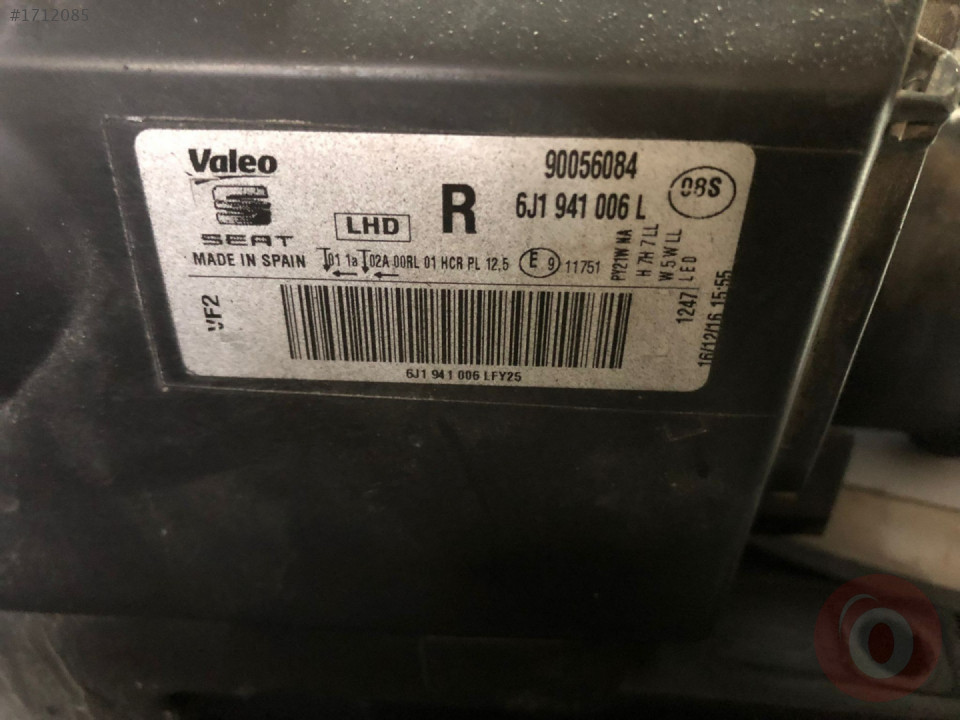 #1712085
Valeo
90056084
R
6J1 941 006 L
08S
LHD
SEAT
MADE IN SPAIN
01 1a 02A 00RL 01 HCR PL 12,5
E 9 11751
PY21W NA
H 7H 7 LL
W 5W LL
1247 LED
16/12/16 15:55
VF2
6J1 941 006 LFY25